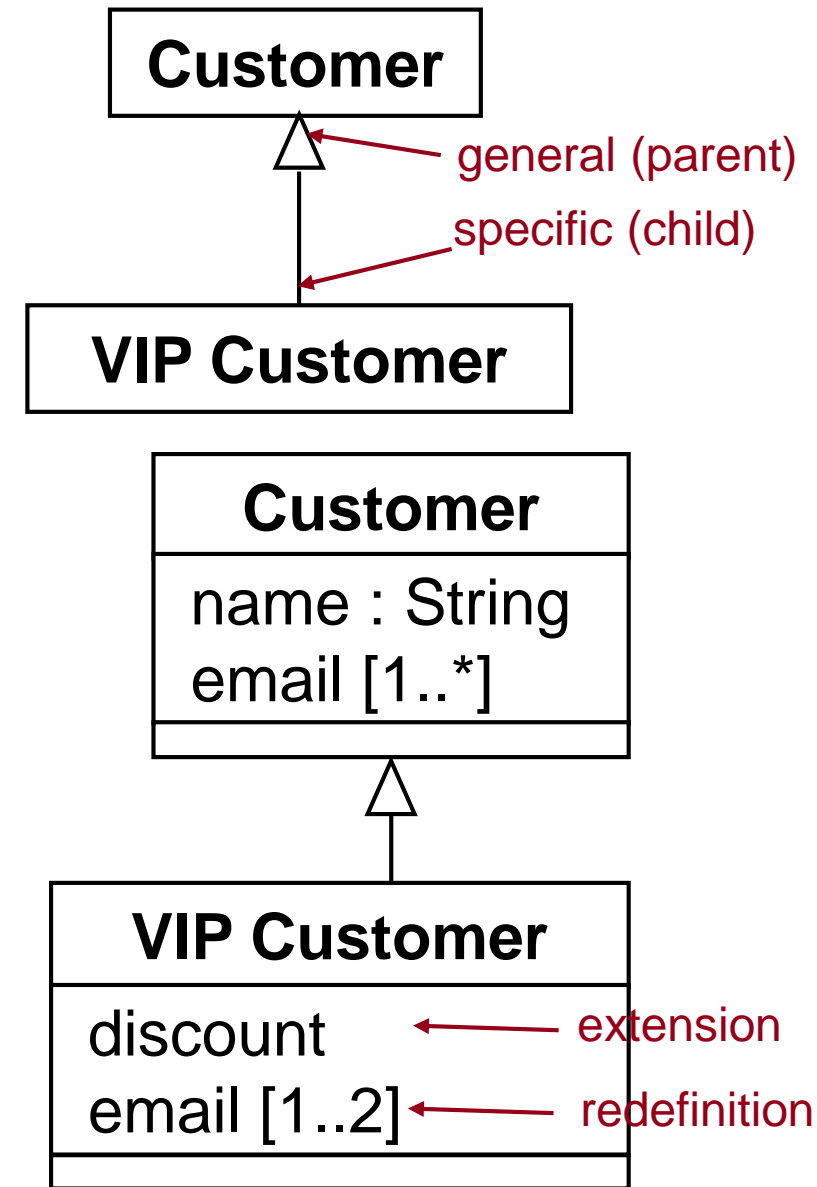 Customer
general (parent)
specific (child)
VIP Customer
Customer
name : String
email [1..*]
VIP Customer
discount
extension
email [1..2]
redefinition